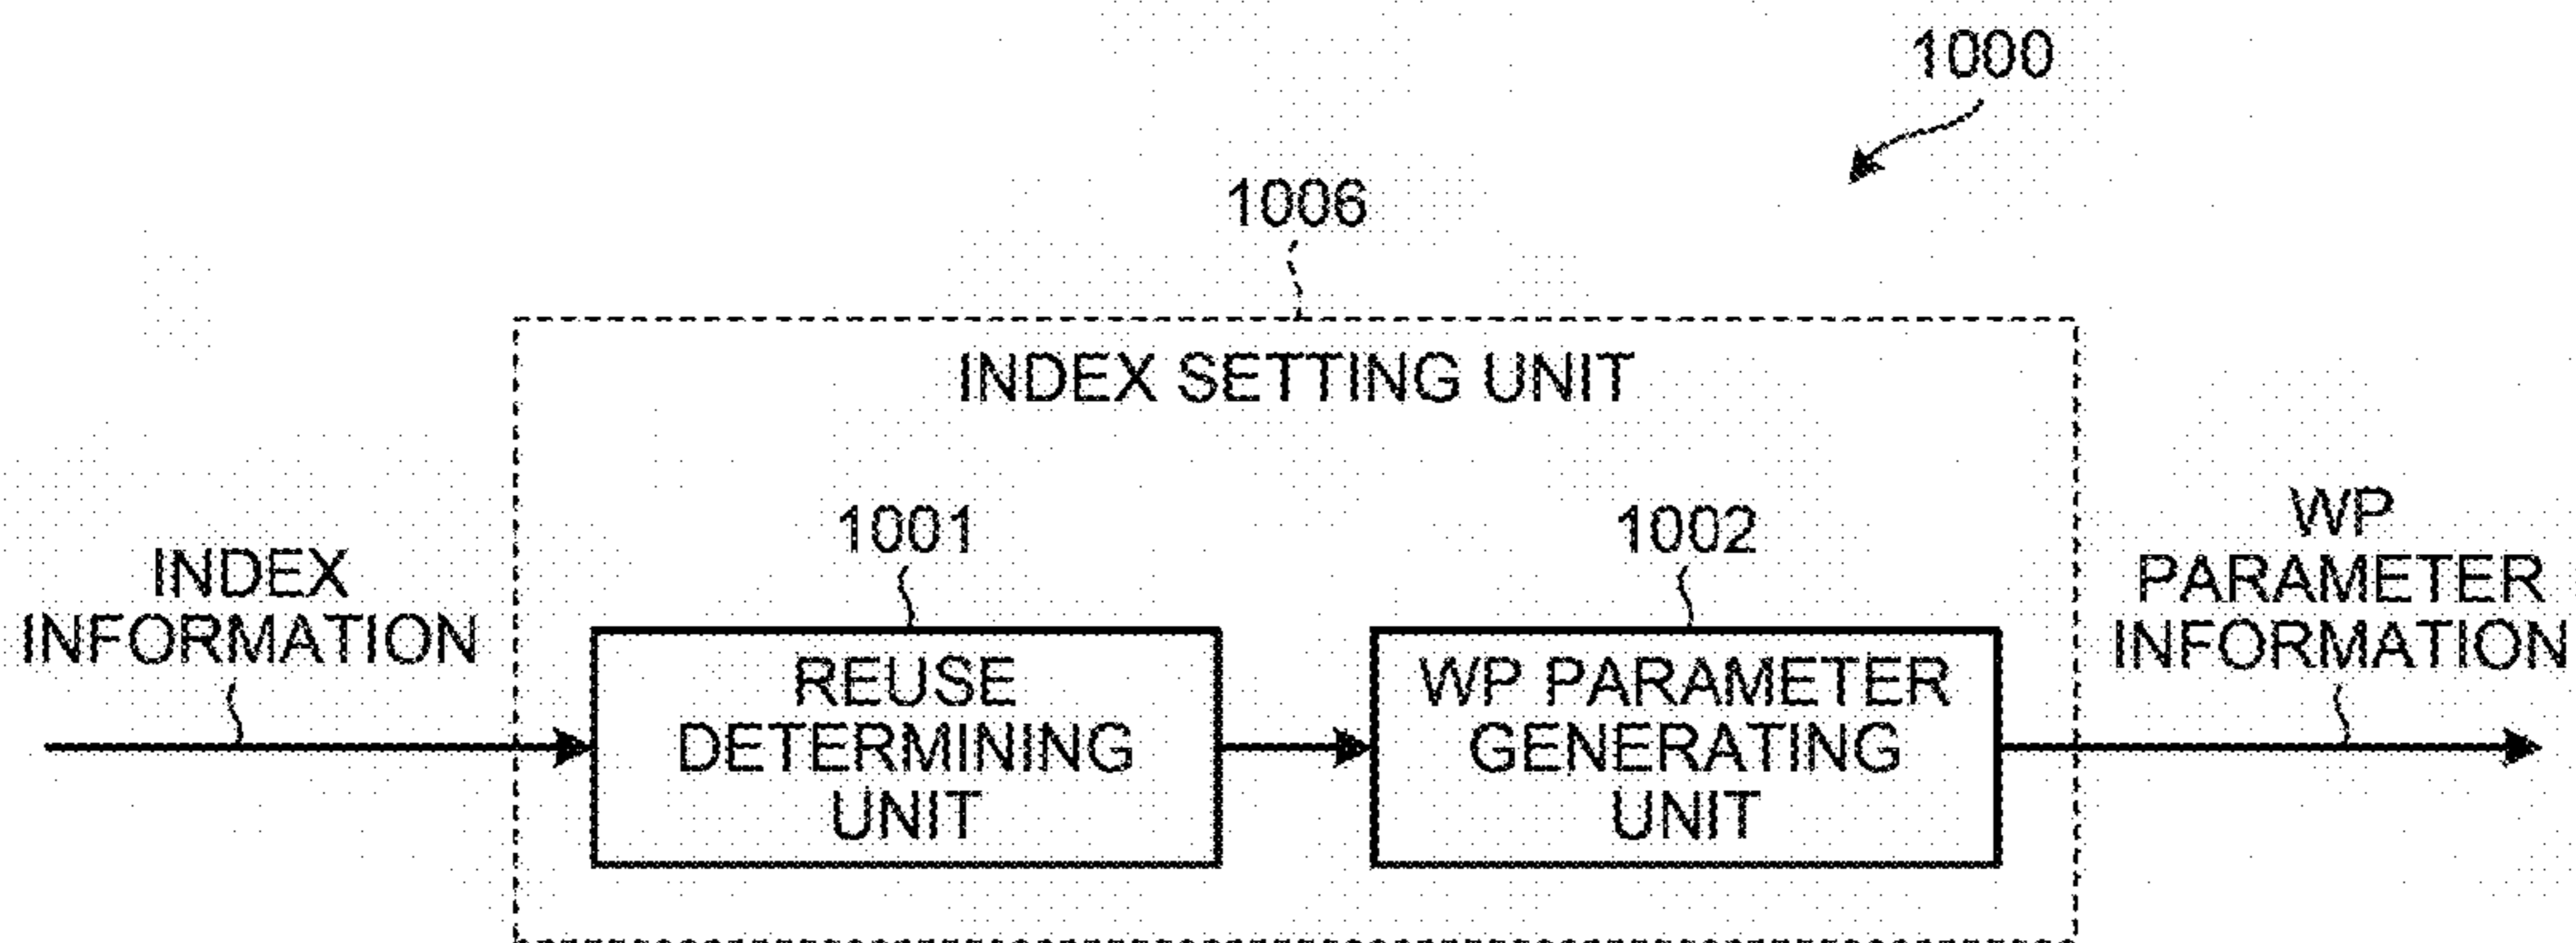 1000
1006
INDEX SETTING UNIT
1001
1002
INDEX
INFORMATION
REUSE
DETERMINING
UNIT
WP PARAMETER
GENERATING
UNIT
WP
PARAMETER
INFORMATION